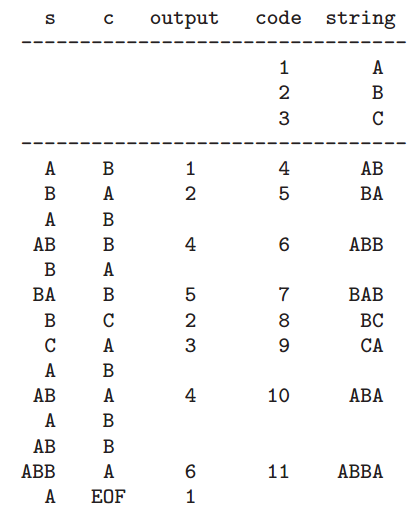 s c output code string
--------------------------------
1 A
2 B
3 C
--------------------------------
A B 1 4 AB
B A 2 5 BA
A B
AB B 4 6 ABB
B A
BA B 5 7 BAB
B C 2 8 BC
C A 3 9 CA
A B
AB A 4 10 ABA
A B
AB B
ABB A 6 11 ABBA
A EOF 1